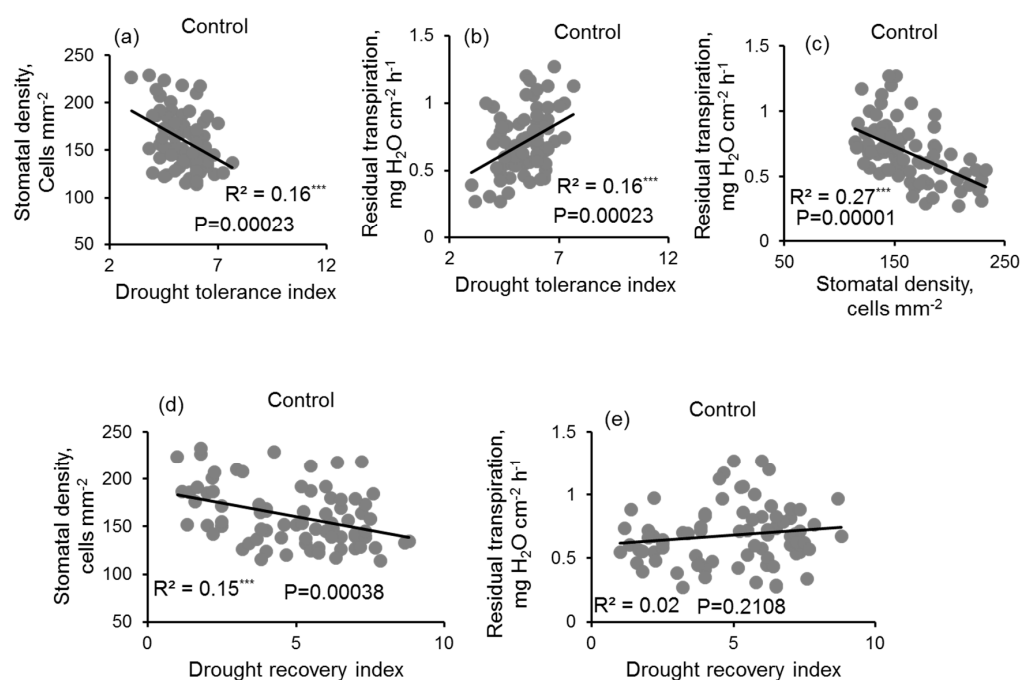 (a) Control
Stomatal density,
Cells mm-2
250
200
150
100
50
R² = 0.16***
P=0.00023
2 7 12
Drought tolerance index
(b) Control
Residual transpiration,
mg H2O cm-2 h-1
1.5
1
0.5
0
R² = 0.16***
P=0.00023
2 7 12
Drought tolerance index
(c) Control
Residual transpiration,
mg H2O cm-2 h-1
1.5
1
0.5
0
R² = 0.27***
P=0.00001
50 150 250
Stomatal density,
cells mm-2
(d) Control
Stomatal density,
cells mm-2
250
200
150
100
50
R² = 0.15*** P=0.00038
0 5 10
Drought recovery index
(e) Control
Residual transpiration,
mg H2O cm-2 h-1
1.5
1
0.5
0
R² = 0.02 P=0.2108
0 5 10
Drought recovery index